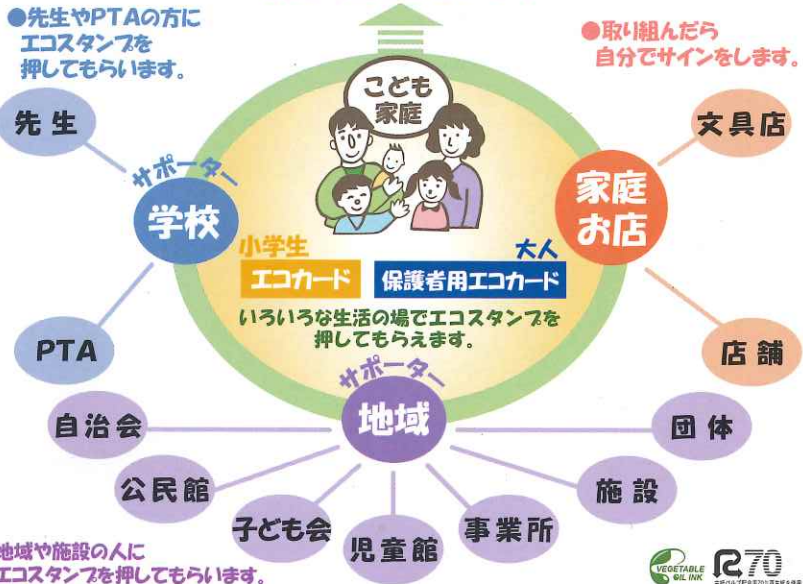 ●先生やPTAの方に
エコスタンプを
押してもらいます。
●取り組んだら
自分でサインをします。
こども
家庭
先生
文具店
サポーター
学校
家庭
お店
小学生
エコカード
大人
保護者用エコカード
いろいろな生活の場でエコスタンプを
押してもらえます。
PTA
店舗
サポーター
地域
自治会
団体
公民館
施設
子ども会
児童館
事業所
地域や施設の人に
エコスタンプを押してもらいます。
VEGETABLE
OIL INK
R70